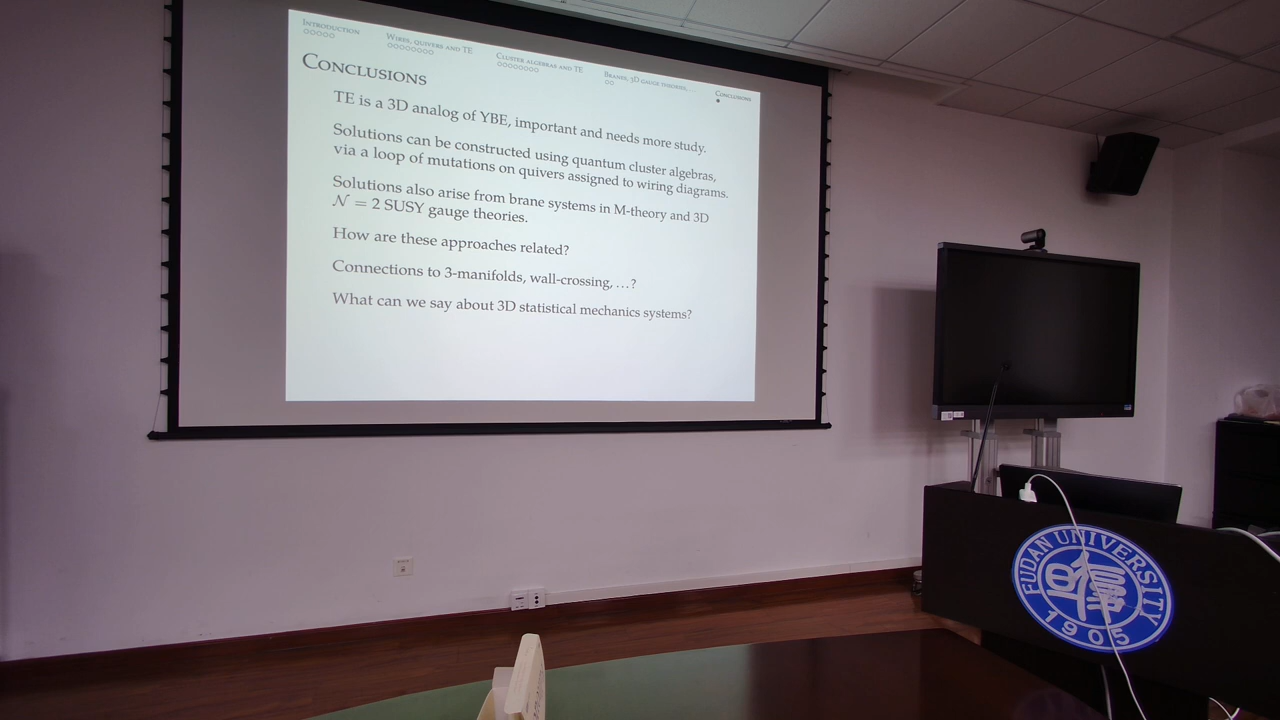 INTRODUCTION
WIRES, QUIVERS AND TE
CLUSTER ALGEBRAS AND TE
BRANES, 3D GAUGE THEORIES, ...
CONCLUSIONS
CONCLUSIONS
TE is a 3D analog of YBE, important and needs more study.
Solutions can be constructed using quantum cluster algebras,
via a loop of mutations on quivers assigned to wiring diagrams.
Solutions also arise from brane systems in M-theory and 3D
𝒩 = 2 SUSY gauge theories.
How are these approaches related?
Connections to 3-manifolds, wall-crossing, …?
What can we say about 3D statistical mechanics systems?
FUDAN UNIVERSITY
1905